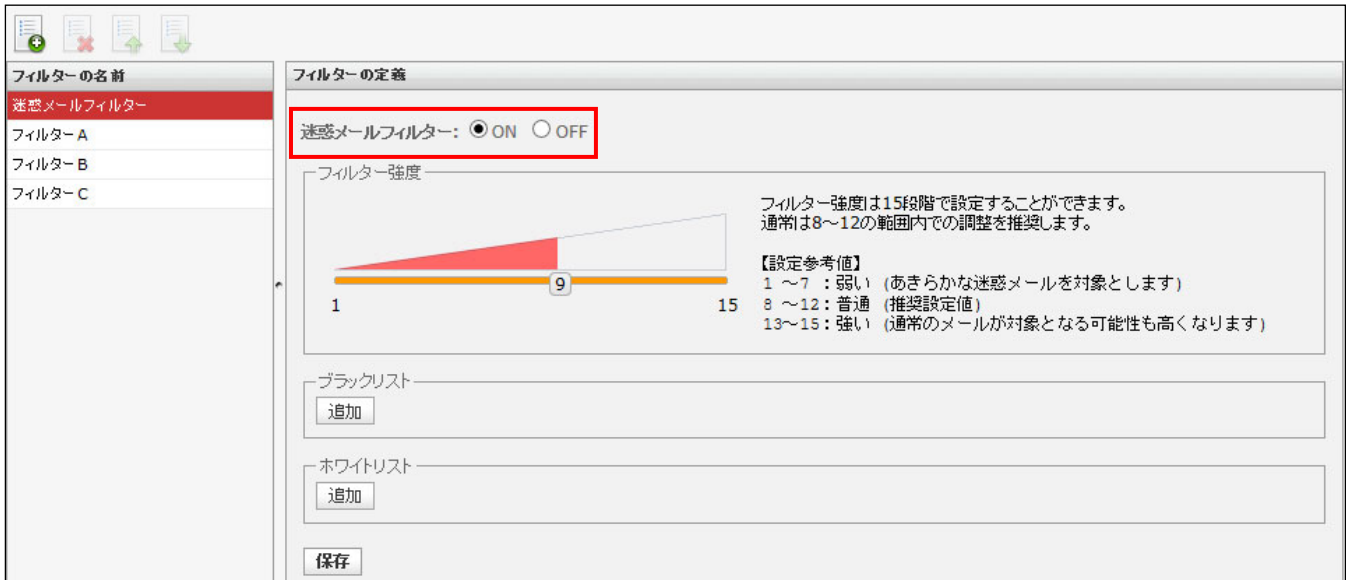 フィルターの名前
迷惑メールフィルター
フィルターA
フィルターB
フィルターC
フィルターの定義
迷惑メールフィルター: ON OFF
フィルター強度
9
1
15
フィルター強度は15段階で設定することができます。
通常は8～12の範囲内での調整を推奨します。
【設定参考値】
1 ～7 :弱い (あきらかな迷惑メールを対象とします)
8 ～12:普通 (推奨設定値)
13～15:強い (通常のメールが対象となる可能性も高くなります)
ブラックリスト
追加
ホワイトリスト
追加
保存